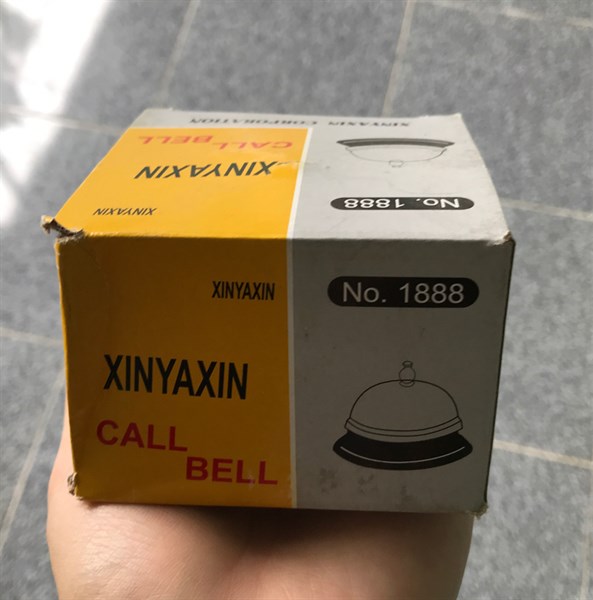 XINYAXIN CORPORATION
CALL
BELL
XINYAXIN
XINYAXIN
No. 1888
XINYAXIN
No. 1888
XINYAXIN
CALL
BELL